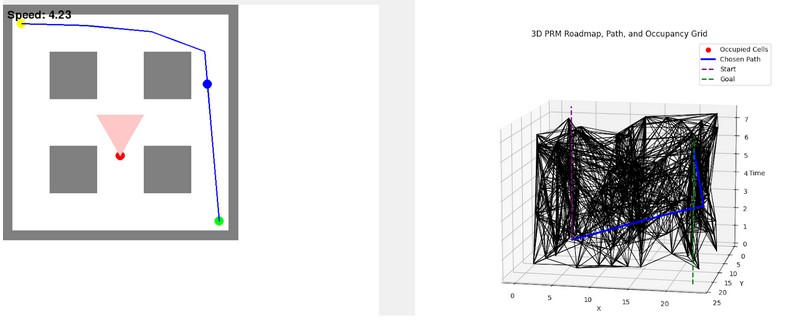 Speed: 4.23
3D PRM Roadmap, Path, and Occupancy Grid
Occupied Cells
Chosen Path
Start
Goal
7
6
5
4 Time
3
2
1
0
0
5
10
15
20
25
Y
0
5
10
15
20
X